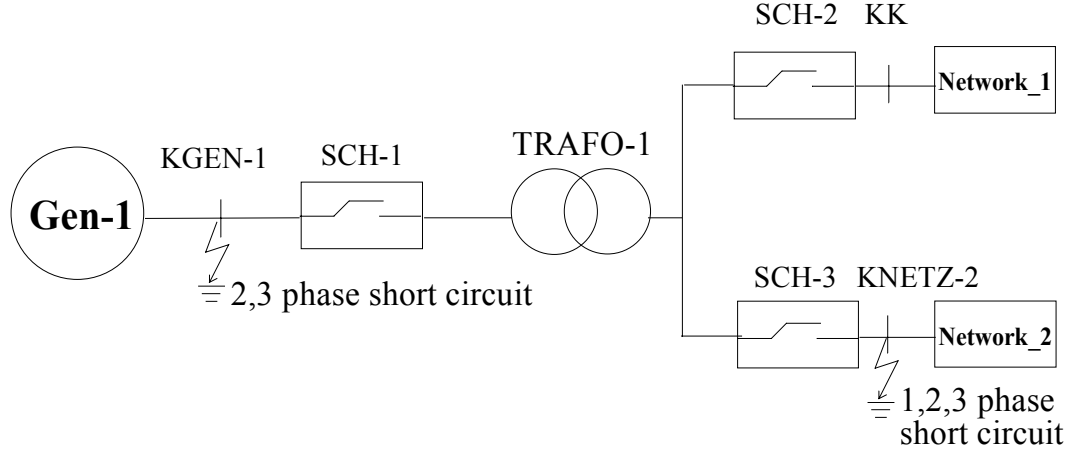 SCH-2 KK
Network_1
KGEN-1 SCH-1 TRAFO-1
Gen-1
2,3 phase short circuit
SCH-3 KNETZ-2
Network_2
1,2,3 phase
short circuit